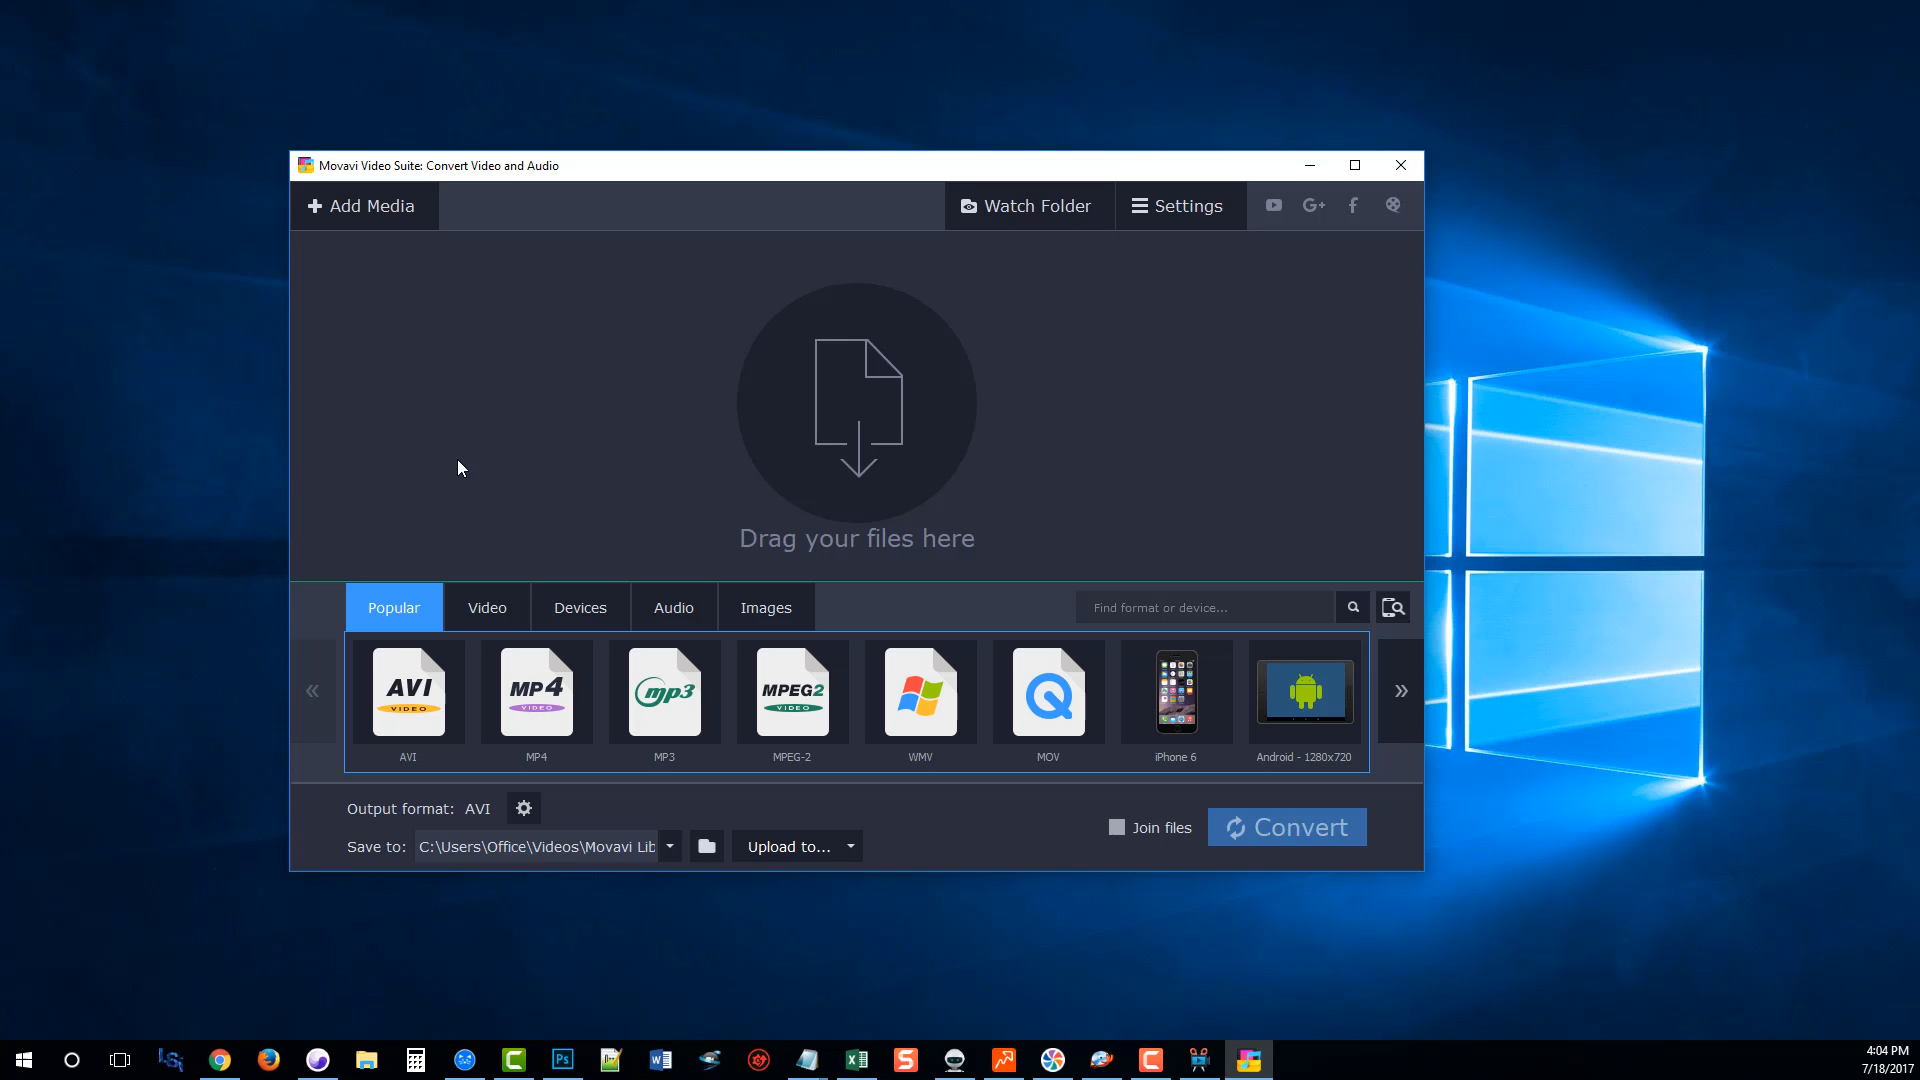 Movavi Video Suite: Convert Video and Audio
Add Media
Watch Folder
Settings
G+
Drag your files here
Popular
Video
Devices
Audio
Images
Find format or device...
AVI
VIDEO
MP4
VIDEO
mp3
MPEG2
VIDEO
AVI
MP4
MP3
MPEG-2
WMV
MOV
iPhone 6
Android - 1280x720
Output format: AVI
Join files
Convert
Save to: C:\Users\Office\Videos\Movavi Lib
Upload to...
Ps
4:04 PM
7/18/2017